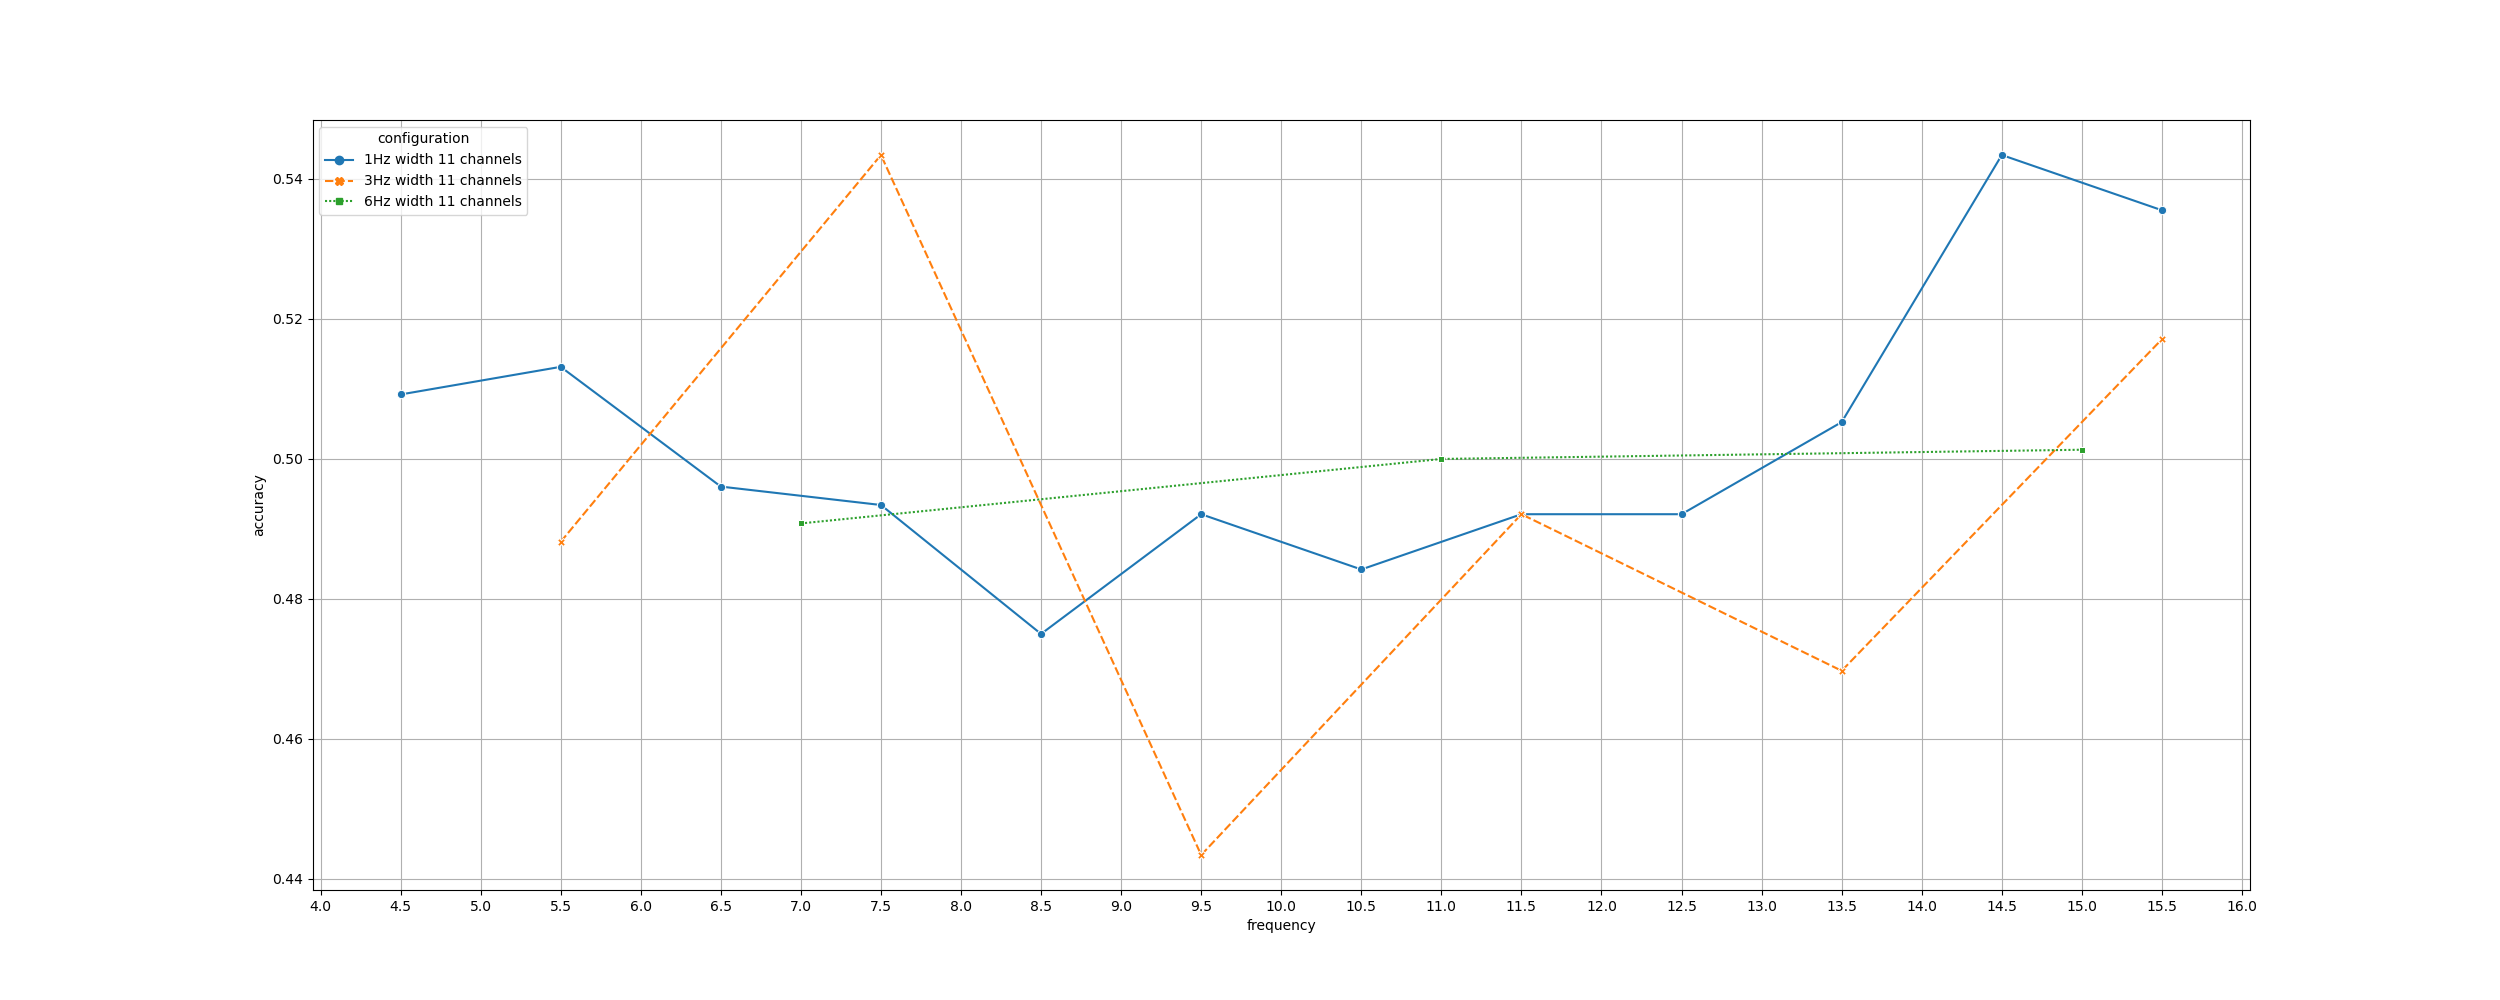 configuration
1Hz width 11 channels
3Hz width 11 channels
6Hz width 11 channels
0.54
0.52
0.50
0.48
0.46
0.44
accuracy
4.0 4.5 5.0 5.5 6.0 6.5 7.0 7.5 8.0 8.5 9.0 9.5 10.0 10.5 11.0 11.5 12.0 12.5 13.0 13.5 14.0 14.5 15.0 15.5 16.0
frequency